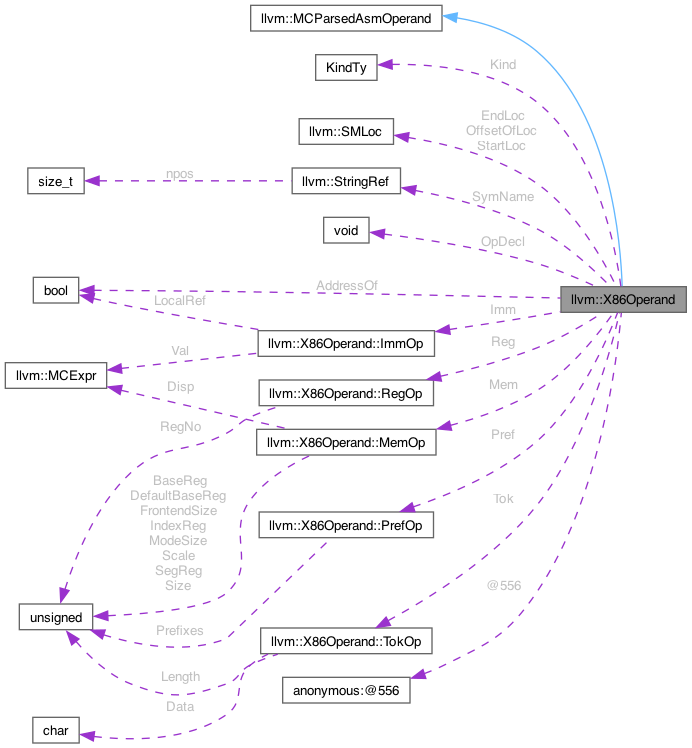 llvm::MCParsedAsmOperand
KindTy
Kind
EndLoc
OffsetOfLoc
StartLoc
llvm::SMLoc
size_t
npos
llvm::StringRef
SymName
void
OpDecl
bool
AddressOf
llvm::X86Operand
LocalRef
Imm
llvm::X86Operand::ImmOp
Val
Reg
llvm::MCExpr
Disp
llvm::X86Operand::RegOp
Mem
RegNo
llvm::X86Operand::MemOp
Pref
BaseReg
DefaultBaseReg
FrontendSize
IndexReg
ModeSize
Scale
SegReg
Size
Tok
llvm::X86Operand::PrefOp
@556
unsigned
Prefixes
llvm::X86Operand::TokOp
Length
anonymous:@556
Data
char